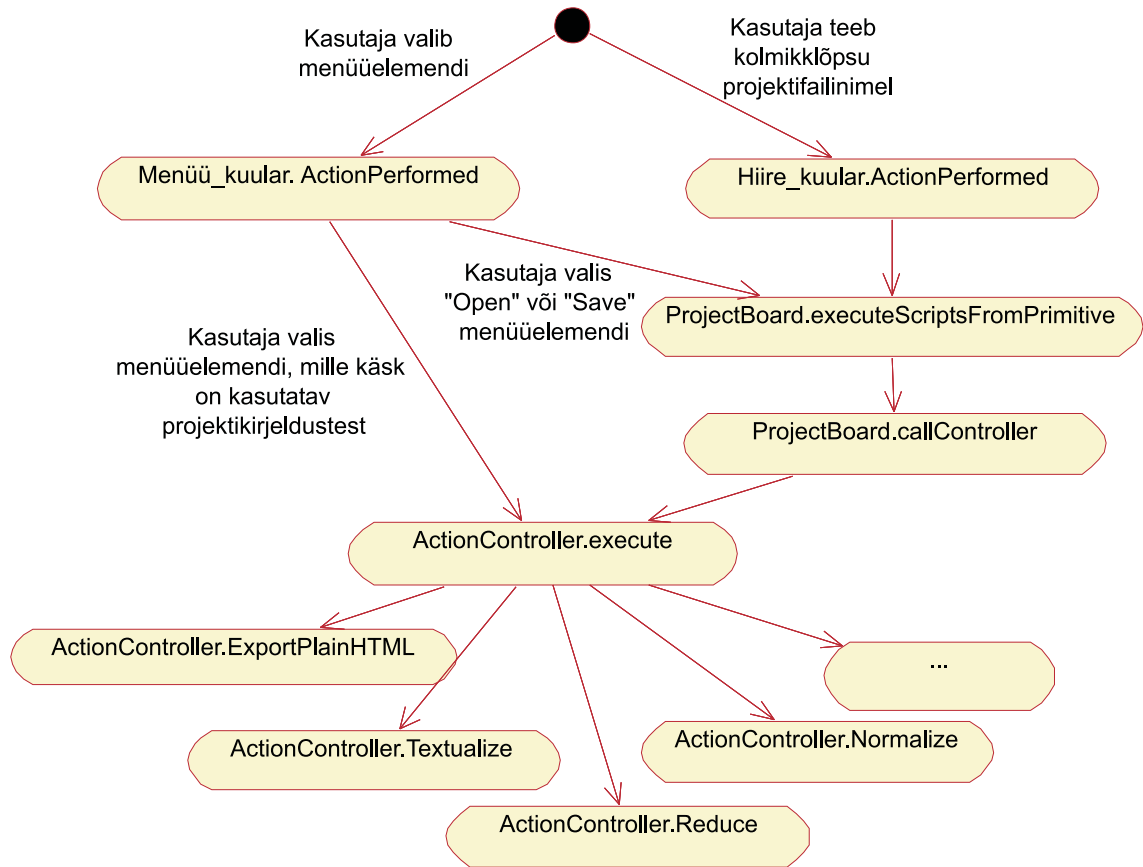 Kasutaja valib
menüüelemendi
Kasutaja teeb
kolmikklõpsu
projektifailinimel
Menüü_kuular. ActionPerformed
Hiire_kuular.ActionPerformed
Kasutaja valis
"Open" või "Save"
menüüelemendi
ProjectBoard.executeScriptsFromPrimitive
Kasutaja valis
menüüelemendi, mille käsk
on kasutatav
projektikirjeldustest
ProjectBoard.callController
ActionController.execute
ActionController.ExportPlainHTML
...
ActionController.Textualize
ActionController.Normalize
ActionController.Reduce